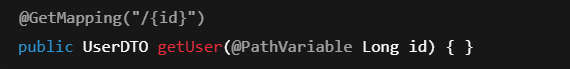 @GetMapping("/{id}")
public UserDTO getUser(@PathVariable Long id) { }